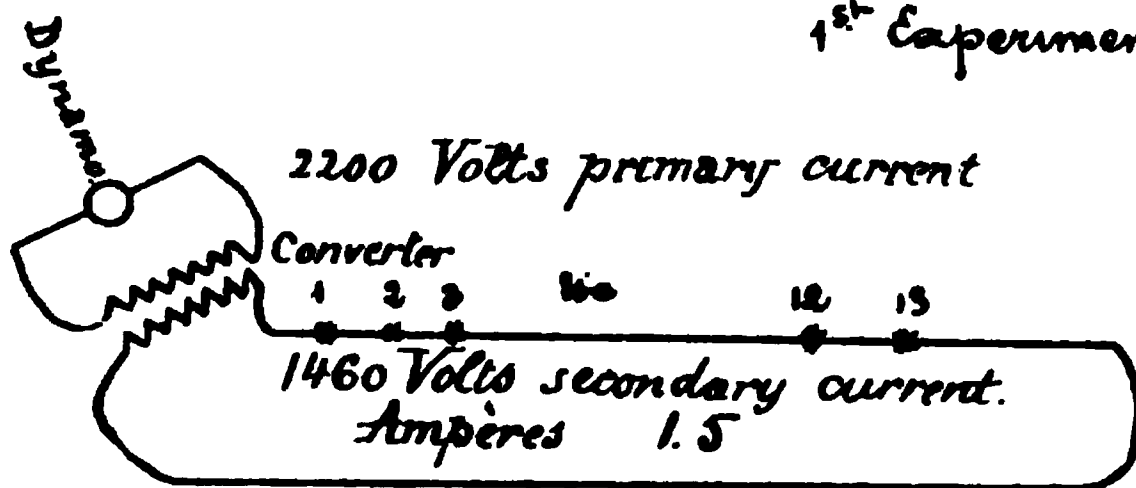 1st Experimen
Dynamo.
2200 Volts primary current
Converter
1 2 3 12 13
1460 Volts secondary current.
Ampères 1.5